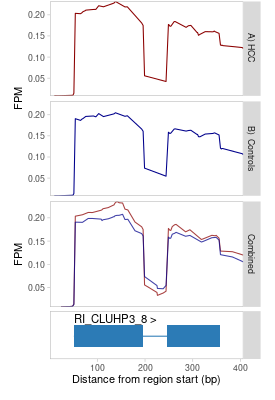 0.20
0.15
0.10
0.05
A) HCC
FPM
0.20
0.15
0.10
0.05
B) Controls
0.20
0.15
0.10
0.05
Combined
FPM
RI_CLUHP3_8 >
100 200 300 400
Distance from region start (bp)